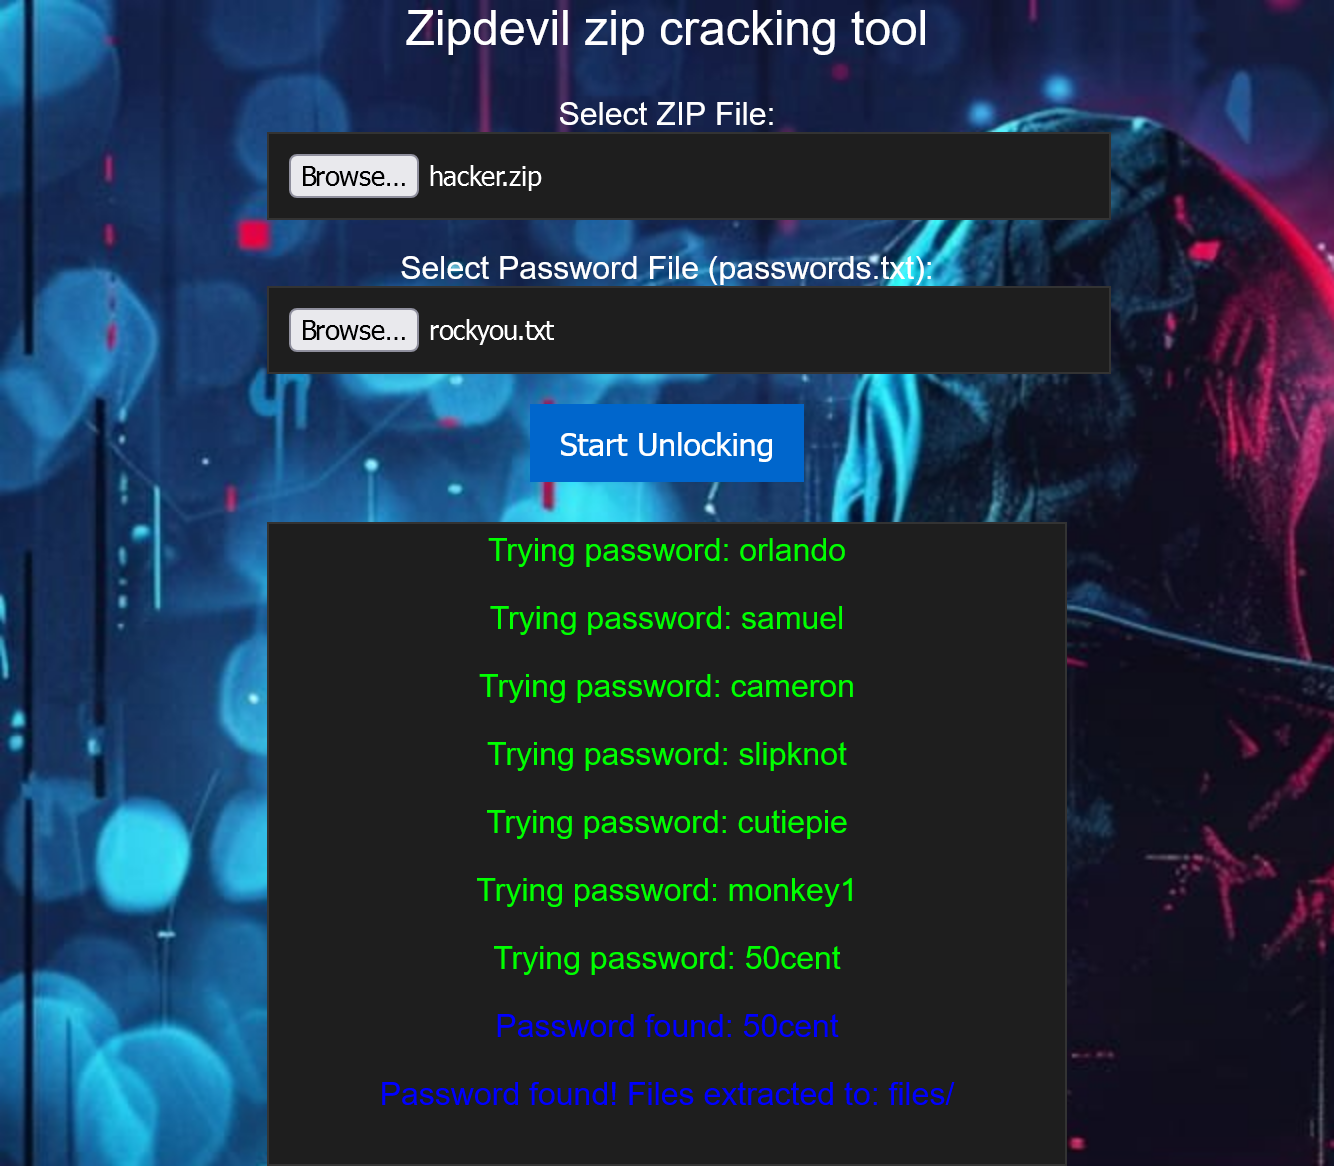 Zipdevil zip cracking tool
Select ZIP File:
Browse... hacker.zip
Select Password File (passwords.txt):
Browse... rockyou.txt
Start Unlocking
Trying password: orlando
Trying password: samuel
Trying password: cameron
Trying password: slipknot
Trying password: cutiepie
Trying password: monkey1
Trying password: 50cent
Password found: 50cent
Password found! Files extracted to: files/